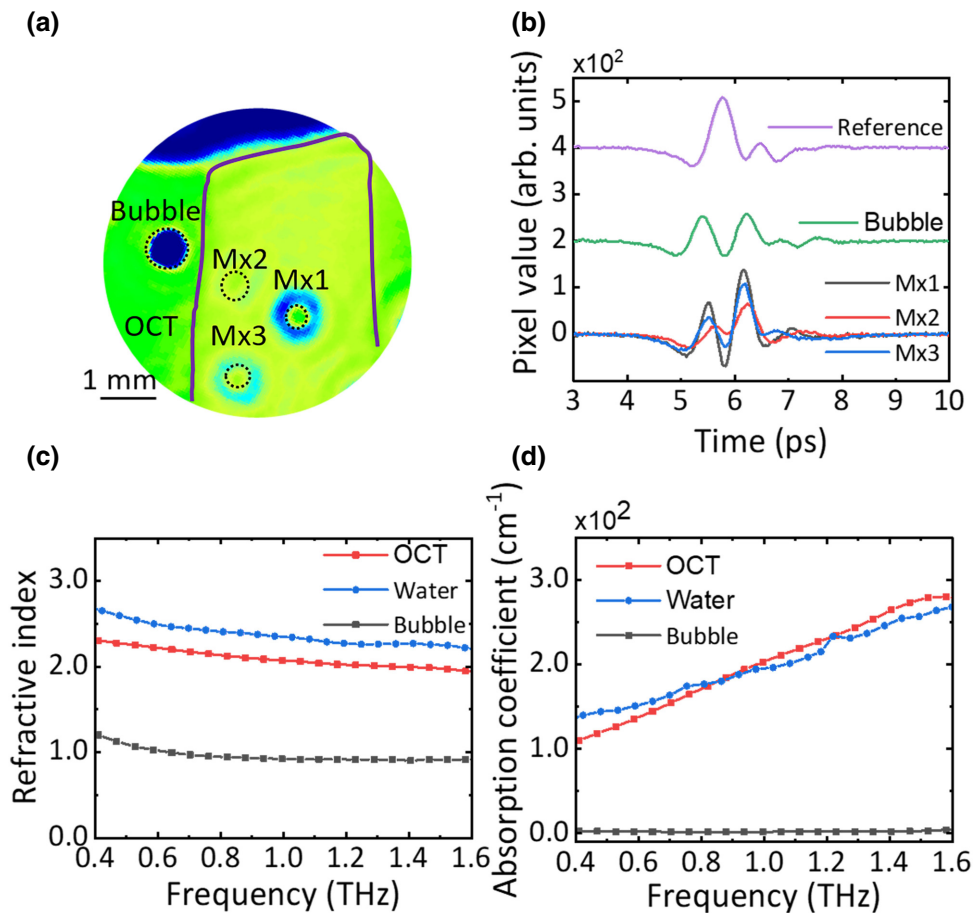 (a)
Bubble
Mx2
Mx1
OCT
Mx3
1 mm
(b)
x10²
Pixel value (arb. units)
5
4
2
2
1
0
Reference
Bubble
Mx1
Mx2
Mx3
3 4 5 6 7 8 9 10
Time (ps)
(c)
Refractive index
3.0
2.0
1.0
0.0
OCT
Water
Bubble
0.4 0.6 0.8 1.0 1.2 1.4 1.6
Frequency (THz)
(d)
x10²
Absorption coefficient (cm⁻¹)
3.0
2.0
1.0
0.0
OCT
Water
Bubble
0.4 0.6 0.8 1.0 1.2 1.4 1.6
Frequency (THz)